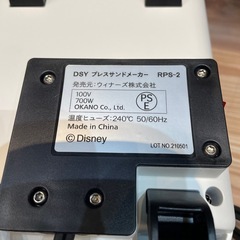 DSY プレスサンドメーカー RPS-2
発売元:ウィナーズ株式会社
100V
700W
OKANO Co., Ltd.
PS
E
温度ヒューズ:240℃ 50/60Hz
Made in China
© Disney
LOT NO 210501